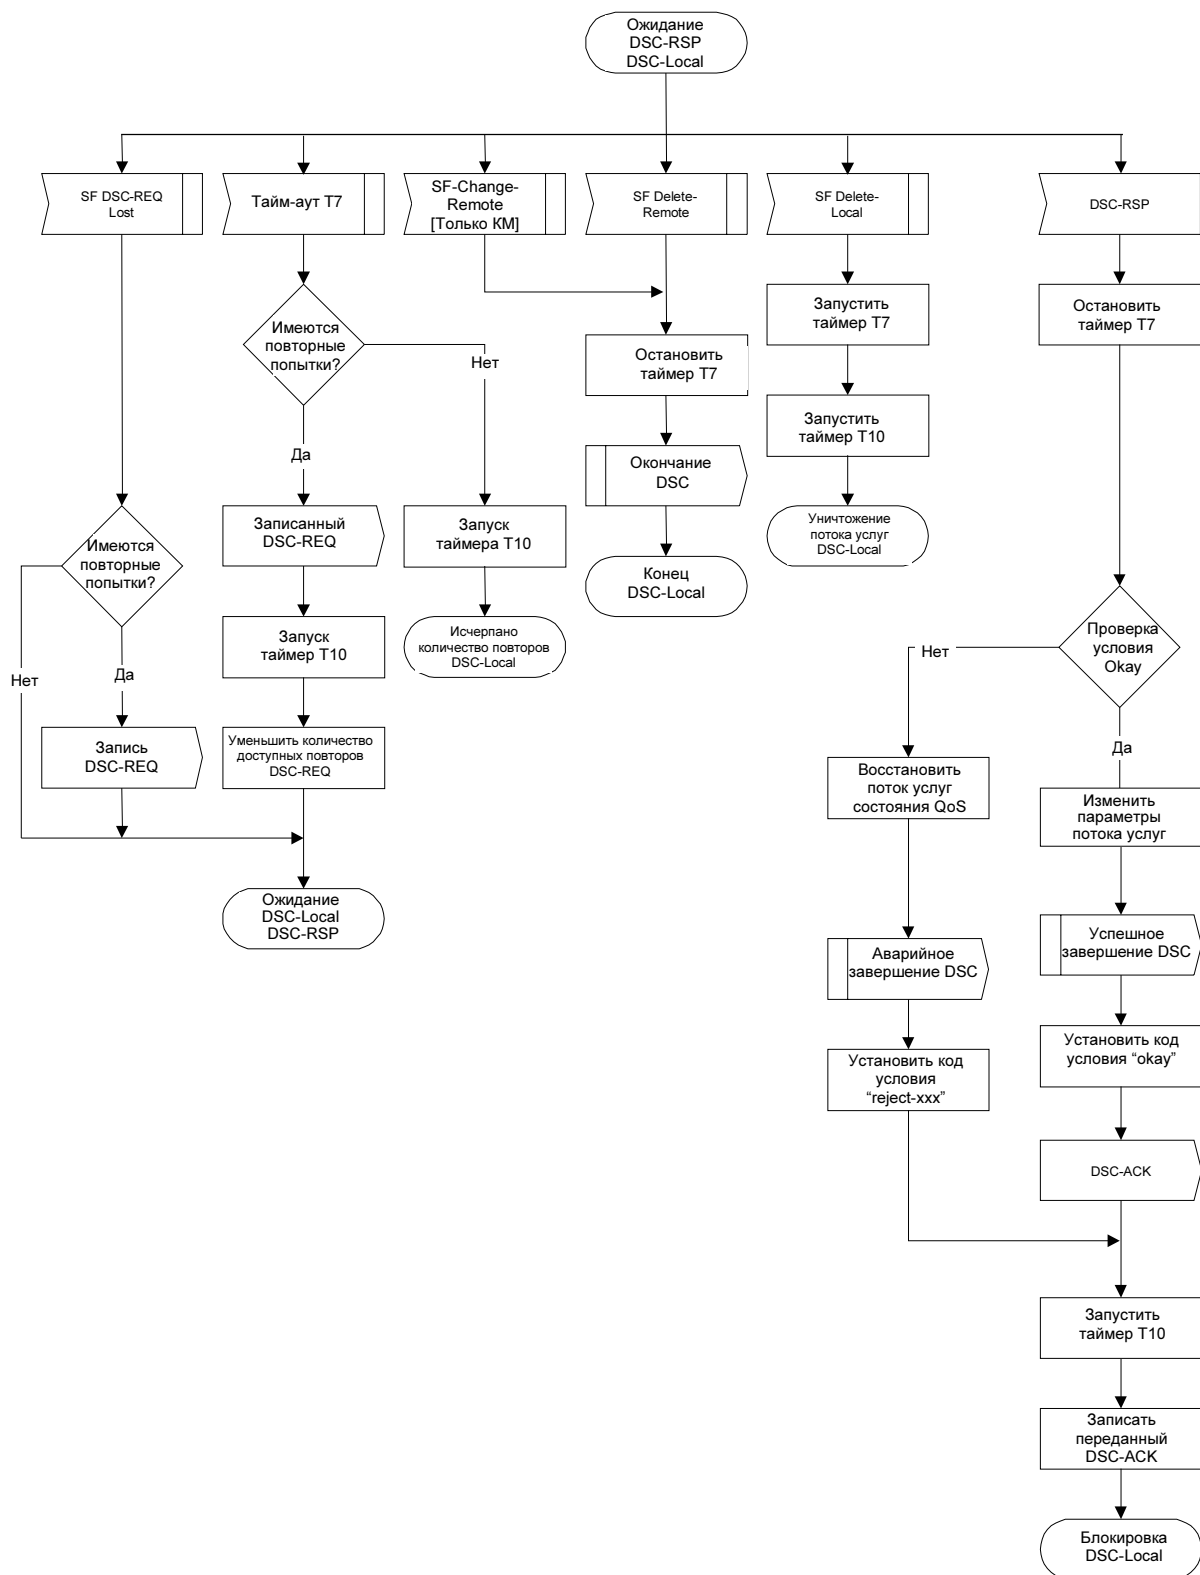 Ожидание
DSC-RSP
DSC-Local
SF DSC-REQ
Lost
Тайм-аут T7
SF-Change-
Remote
[Только КМ]
SF Delete-
Remote
SF Delete-
Local
DSC-RSP
Имеются
повторные
попытки?
Нет
Остановить
таймер T7
Запустить
таймер T7
Остановить
таймер T7
Да
Окончание
DSC
Запустить
таймер T10
Записанный
DSC-REQ
Запуск
таймера T10
Уничтожение
потока услуг
DSC-Local
Имеются
повторные
попытки?
Конец
DSC-Local
Запуск
таймер T10
Исчерпано
количество повторов
DSC-Local
Проверка
условия
Okay
Нет
Нет
Да
Запись
DSC-REQ
Уменьшить количество
доступных повторов
DSC-REQ
Да
Восстановить
поток услуг
состояния QoS
Изменить
параметры
потока услуг
Ожидание
DSC-Local
DSC-RSP
Аварийное
завершение DSC
Успешное
завершение DSC
Установить код
условия
“reject-xxx”
Установить код
условия “okay”
DSC-ACK
Запустить
таймер T10
Записать
переданный
DSC-ACK
Блокировка
DSC-Local